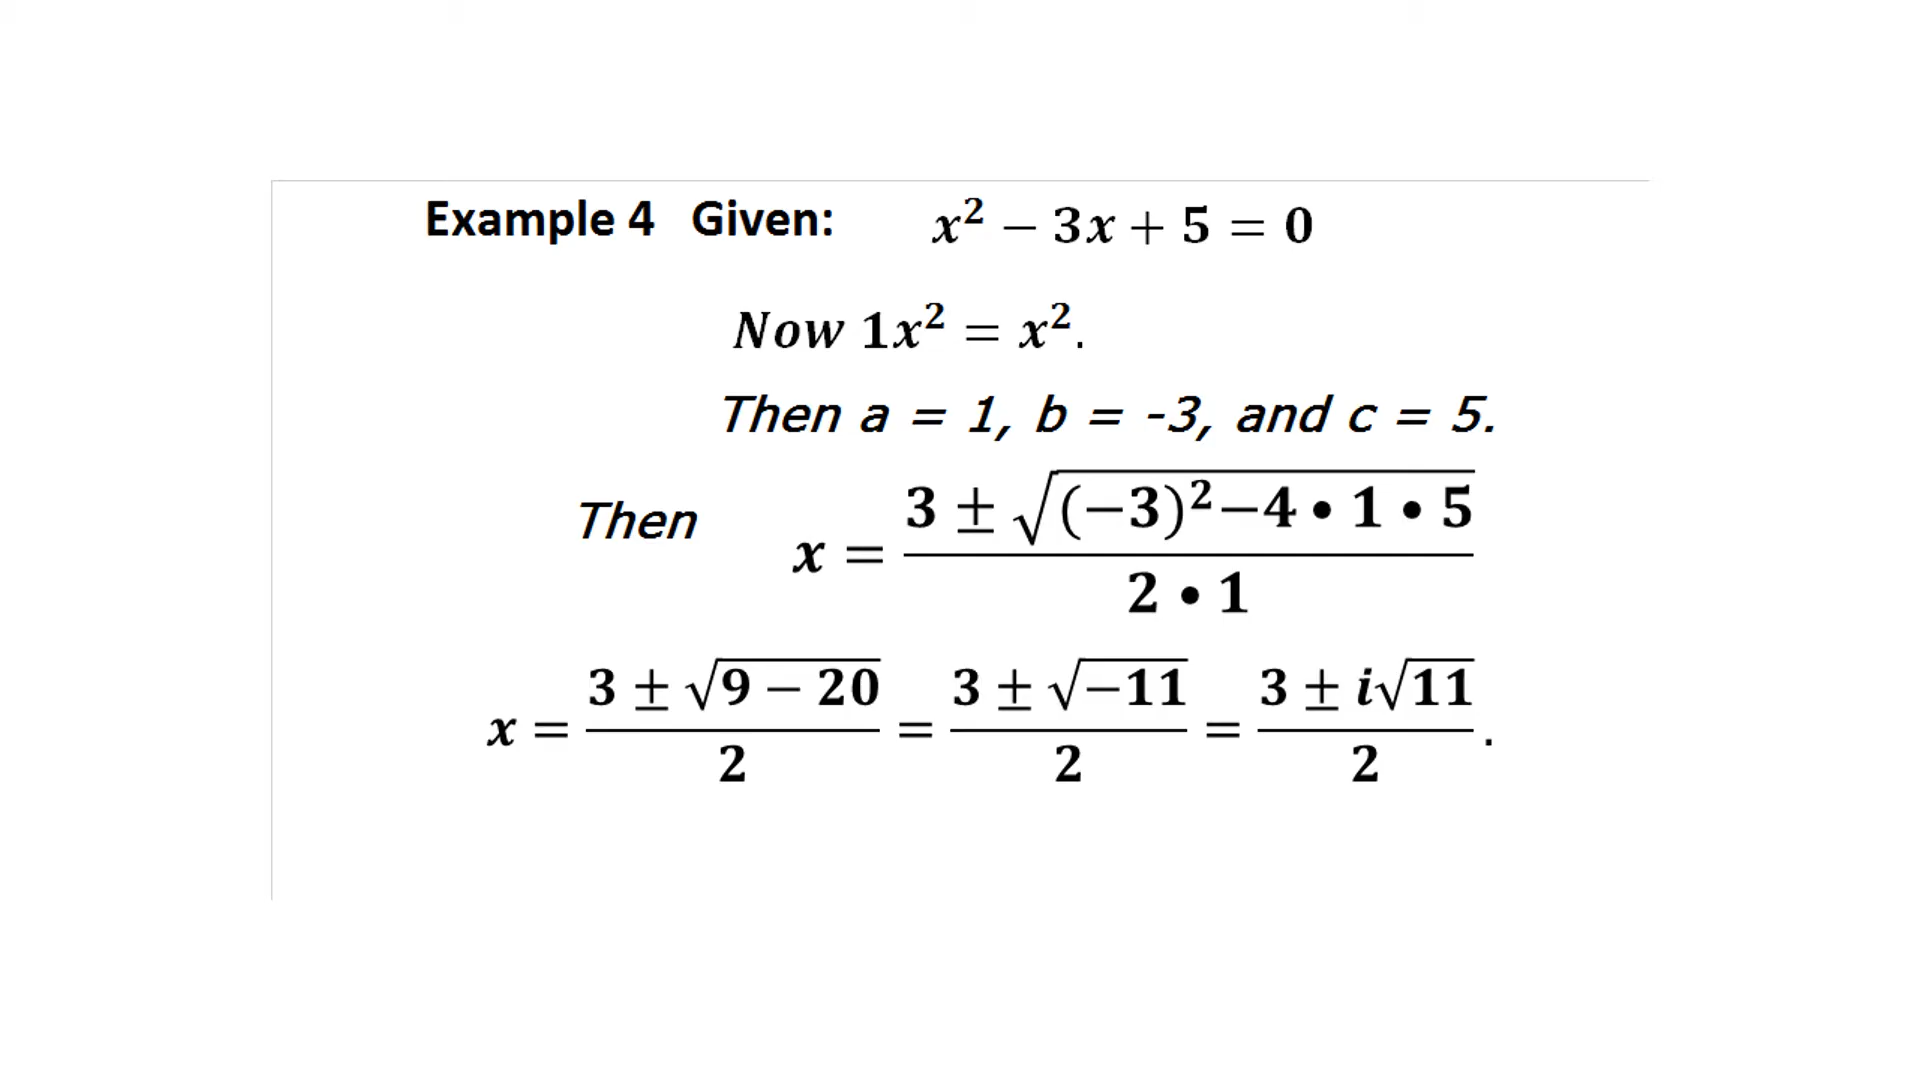 Example 4 Given: x² − 3x + 5 = 0
Now 1x² = x².
Then a = 1, b = -3, and c = 5.
Then x = (3 ± √((−3)²−4 • 1 • 5)) / (2 • 1)
x = (3 ± √(9 − 20)) / 2 = (3 ± √(−11)) / 2 = (3 ± i√11) / 2 .